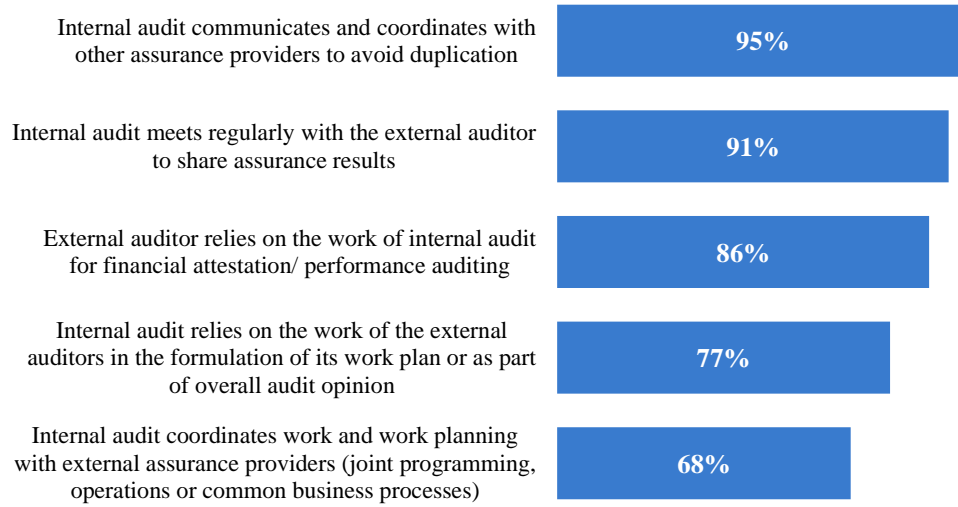 Internal audit communicates and coordinates with
other assurance providers to avoid duplication
95%
Internal audit meets regularly with the external auditor
to share assurance results
91%
External auditor relies on the work of internal audit
for financial attestation/ performance auditing
86%
Internal audit relies on the work of the external
auditors in the formulation of its work plan or as part
of overall audit opinion
77%
Internal audit coordinates work and work planning
with external assurance providers (joint programming,
operations or common business processes)
68%